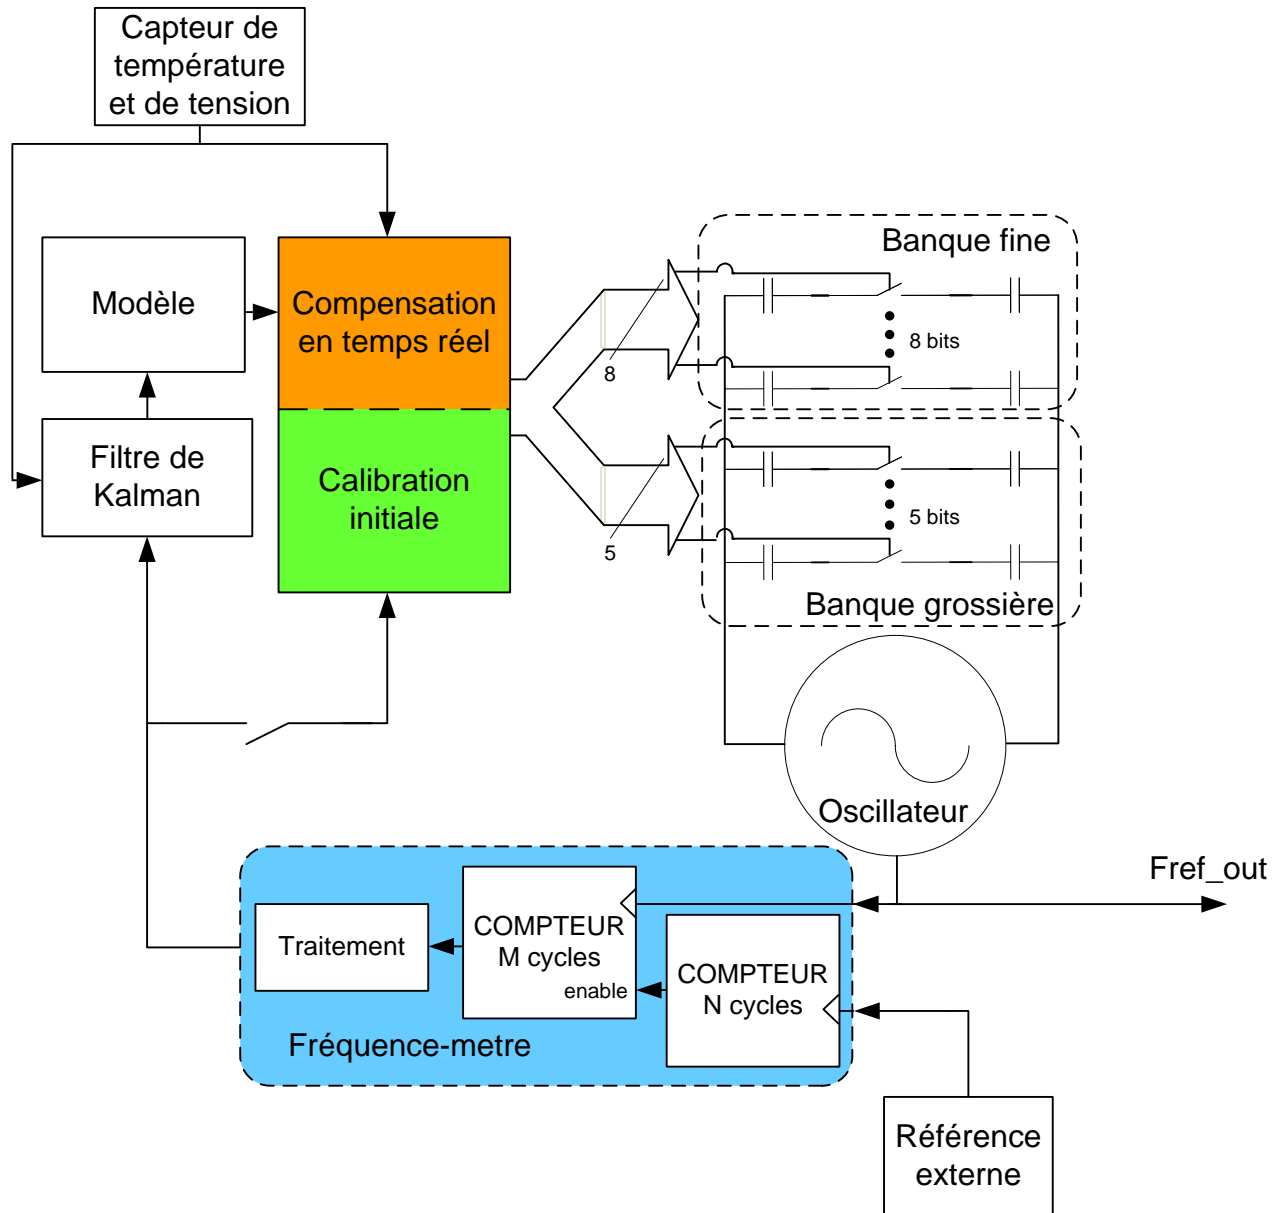 Capteur de
température
et de tension
Modèle
Compensation
en temps réel
Filtre de
Kalman
Calibration
initiale
8
5
Banque fine
8 bits
5 bits
Banque grossière
Oscillateur
Fref_out
Traitement
COMPTEUR
M cycles
enable
COMPTEUR
N cycles
Fréquence-metre
Référence
externe